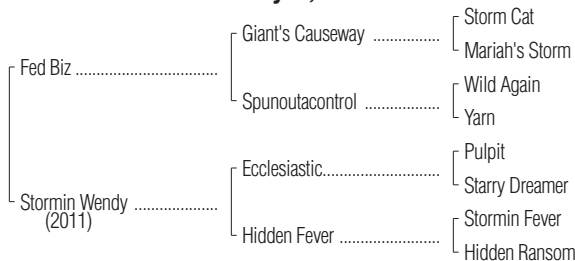 Storm Cat
Giant's Causeway ................
Mariah's Storm
Fed Biz ..................................
Wild Again
Spunoutacontrol ..................
Yarn
Pulpit
Ecclesiastic............................
Starry Dreamer
Stormin Wendy ....................
(2011)
Stormin Fever
Hidden Fever ........................
Hidden Ransom